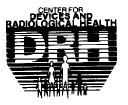 CENTER FOR
DEVICES AND
RADIOLOGICAL HEALTH
DRH